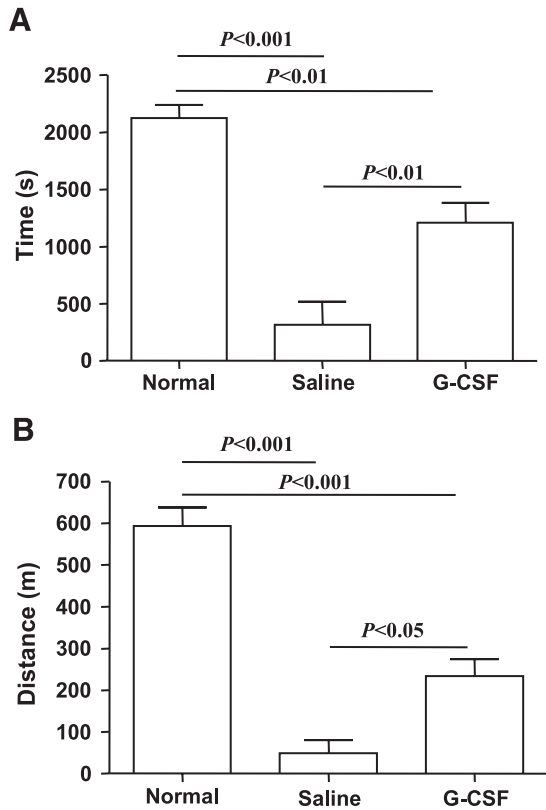 A
P<0.001
P<0.01
P<0.01
Time (s)
2500
2000
1500
1000
500
0
Normal Saline G-CSF
B
P<0.001
P<0.001
P<0.05
Distance (m)
700
600
500
400
300
200
100
0
Normal Saline G-CSF